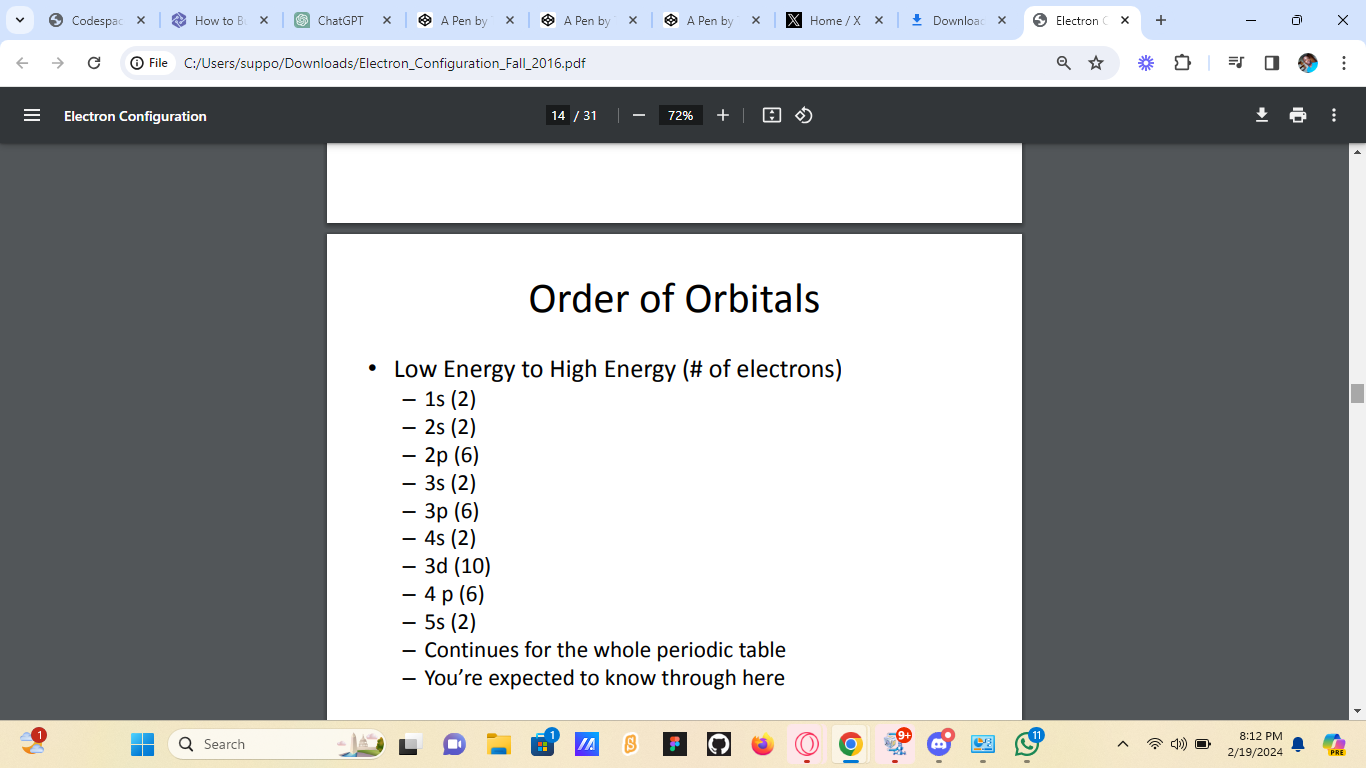 Codespac
How to B
ChatGPT
A Pen by
A Pen by
A Pen by
Home / X
Downloac
Electron C
File
C:/Users/suppo/Downloads/Electron_Configuration_Fall_2016.pdf
Electron Configuration
14 / 31
72%
Order of Orbitals
• Low Energy to High Energy (# of electrons)
– 1s (2)
– 2s (2)
– 2p (6)
– 3s (2)
– 3p (6)
– 4s (2)
– 3d (10)
– 4 p (6)
– 5s (2)
– Continues for the whole periodic table
– You’re expected to know through here
1
Search
1
9+
11
8:12 PM
2/19/2024
PRE